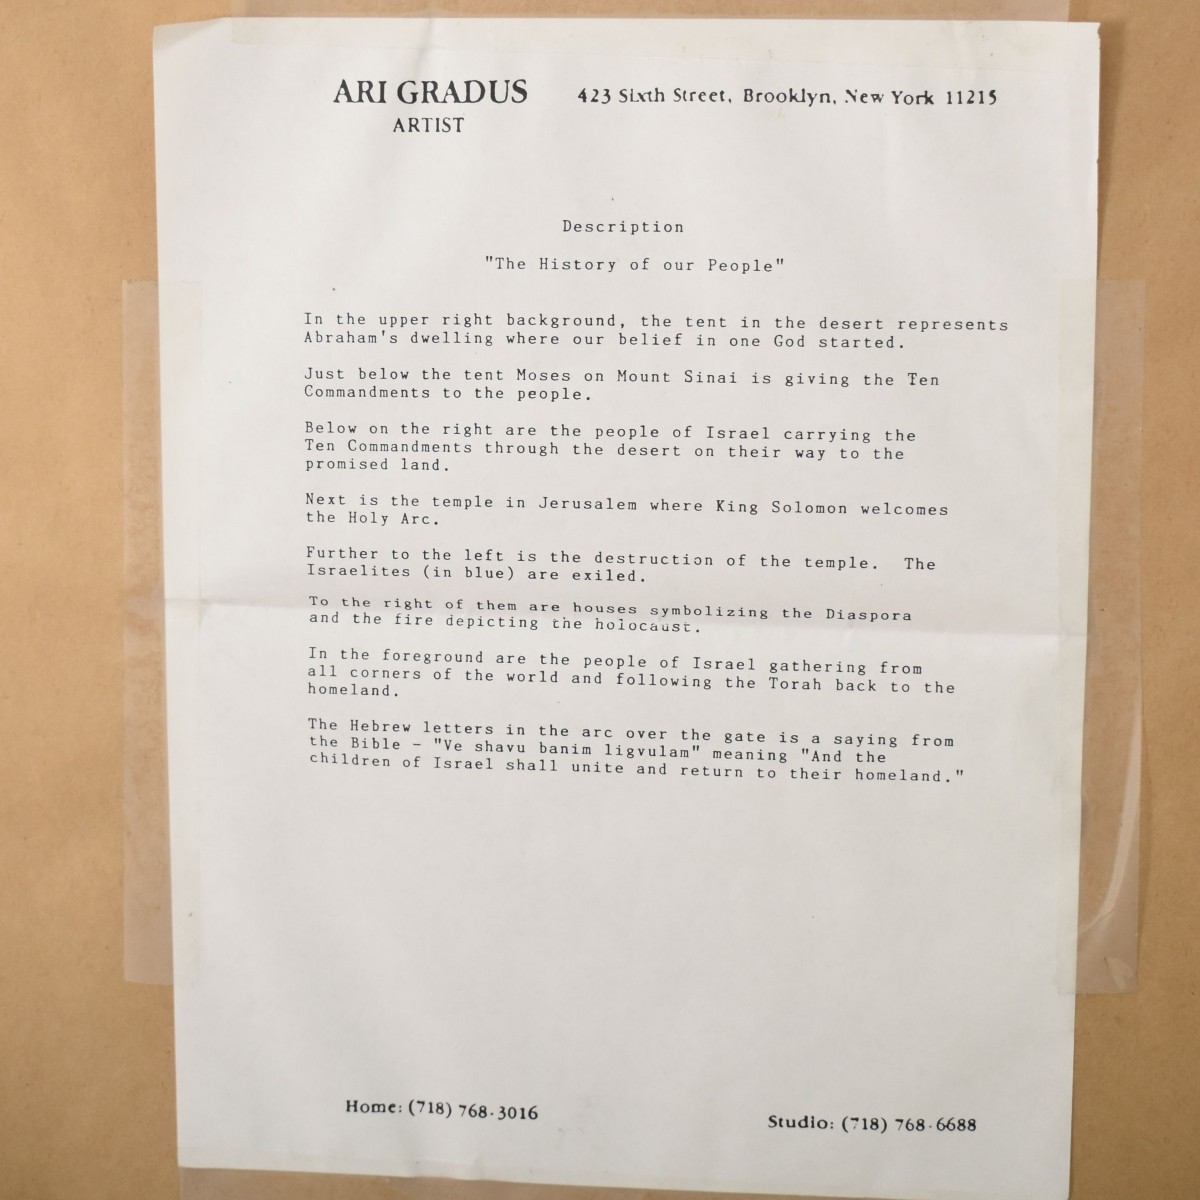 ARI GRADUS 423 Sixth Street, Brooklyn, New York 11215
ARTIST
Description
"The History of our People"
In the upper right background, the tent in the desert represents
Abraham's dwelling where our belief in one God started.
Just below the tent Moses on Mount Sinai is giving the Ten
Commandments to the people.
Below on the right are the people of Israel carrying the
Ten Commandments through the desert on their way to the
promised land.
Next is the temple in Jerusalem where King Solomon welcomes
the Holy Arc.
Further to the left is the destruction of the temple. The
Israelites (in blue) are exiled.
To the right of them are houses symbolizing the Diaspora
and the fire depicting the holocaust.
In the foreground are the people of Israel gathering from
all corners of the world and following the Torah back to the
homeland.
The Hebrew letters in the arc over the gate is a saying from
the Bible - "Ve shavu banim ligvulam" meaning "And the
children of Israel shall unite and return to their homeland."
Home: (718) 768-3016
Studio: (718) 768-6688